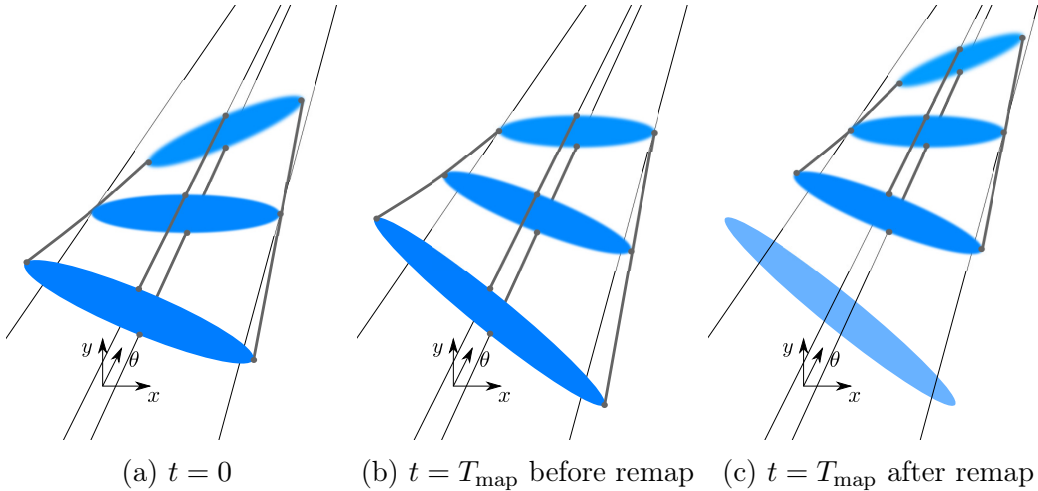 y
θ
x
y
θ
x
y
θ
x
(a) t = 0
(b) t = T_map before remap
(c) t = T_map after remap